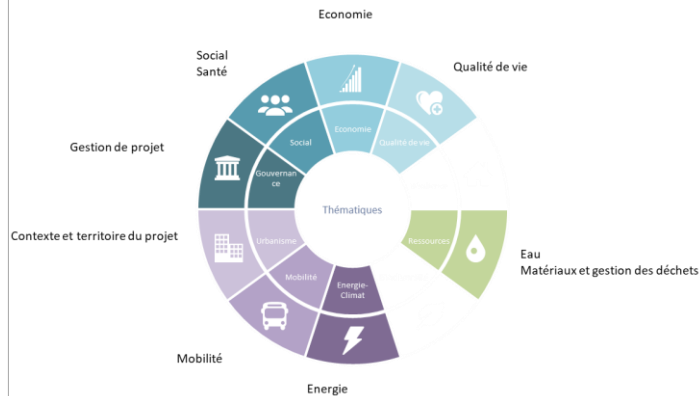 Economie
Social
Santé
Qualité de vie
Economie
Social
Qualité de vie
Gestion de projet
Gouvernan
ce
Thématiques
Contexte et territoire du projet
Urbanisme
Ressources
Eau
Matériaux et gestion des déchets
Mobilité
Energie-
Climat
Mobilité
Energie